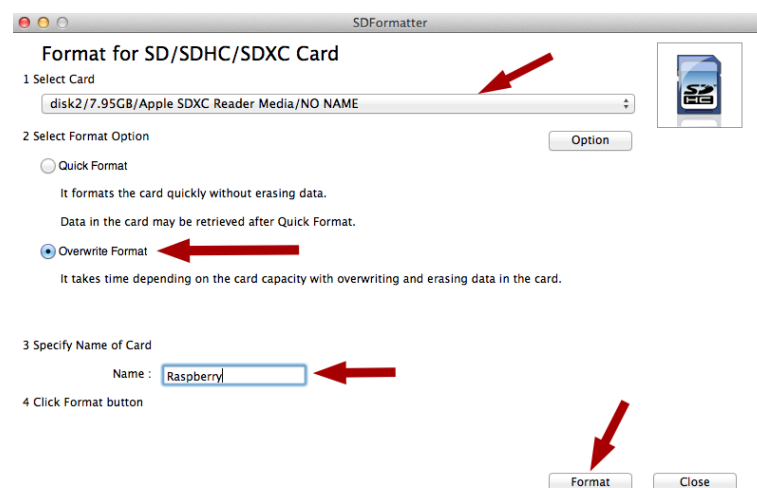 SDFormatter
Format for SD/SDHC/SDXC Card
1 Select Card
disk2/7.95GB/Apple SDXC Reader Media/NO NAME
2 Select Format Option
Option
Quick Format
It formats the card quickly without erasing data.
Data in the card may be retrieved after Quick Format.
Overwrite Format
It takes time depending on the card capacity with overwriting and erasing data in the card.
3 Specify Name of Card
Name : Raspberry
4 Click Format button
Format Close
SD
HC